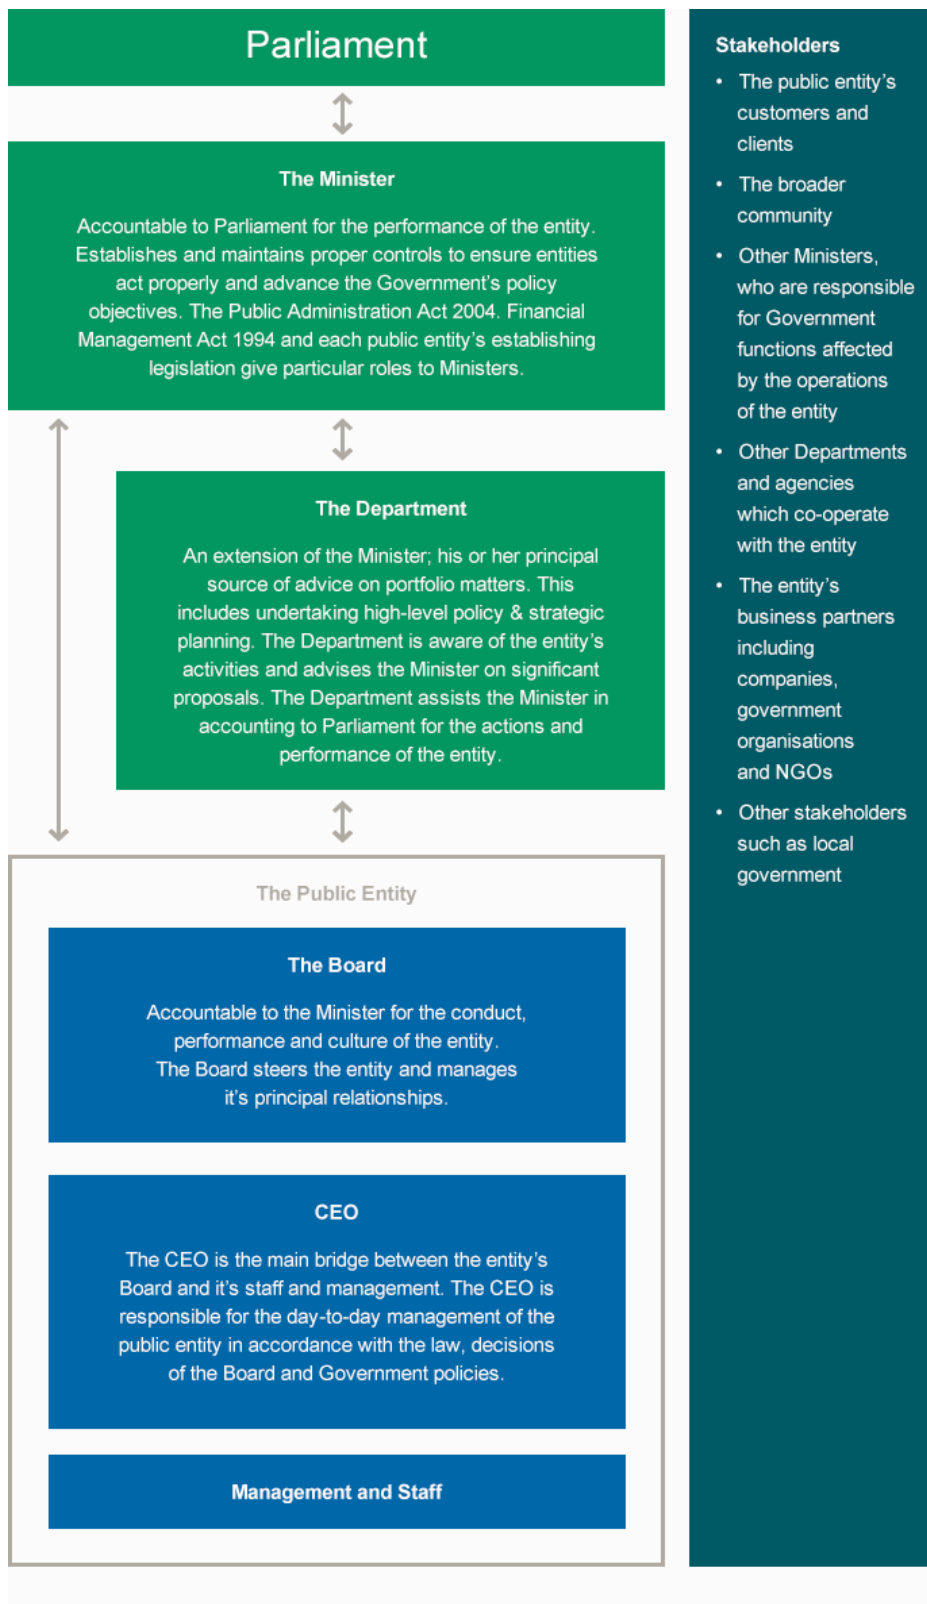 Parliament
The Minister
Accountable to Parliament for the performance of the entity.
Establishes and maintains proper controls to ensure entities
act properly and advance the Government's policy
objectives. The Public Administration Act 2004. Financial
Management Act 1994 and each public entity's establishing
legislation give particular roles to Ministers.
The Department
An extension of the Minister; his or her principal
source of advice on portfolio matters. This
includes undertaking high-level policy & strategic
planning. The Department is aware of the entity's
activities and advises the Minister on significant
proposals. The Department assists the Minister in
accounting to Parliament for the actions and
performance of the entity.
The Public Entity
The Board
Accountable to the Minister for the conduct,
performance and culture of the entity.
The Board steers the entity and manages
it's principal relationships.
CEO
The CEO is the main bridge between the entity's
Board and it's staff and management. The CEO is
responsible for the day-to-day management of the
public entity in accordance with the law, decisions
of the Board and Government policies.
Management and Staff
Stakeholders
• The public entity's
customers and
clients
• The broader
community
• Other Ministers,
who are responsible
for Government
functions affected
by the operations
of the entity
• Other Departments
and agencies
which co-operate
with the entity
• The entity's
business partners
including
companies,
government
organisations
and NGOs
• Other stakeholders
such as local
government